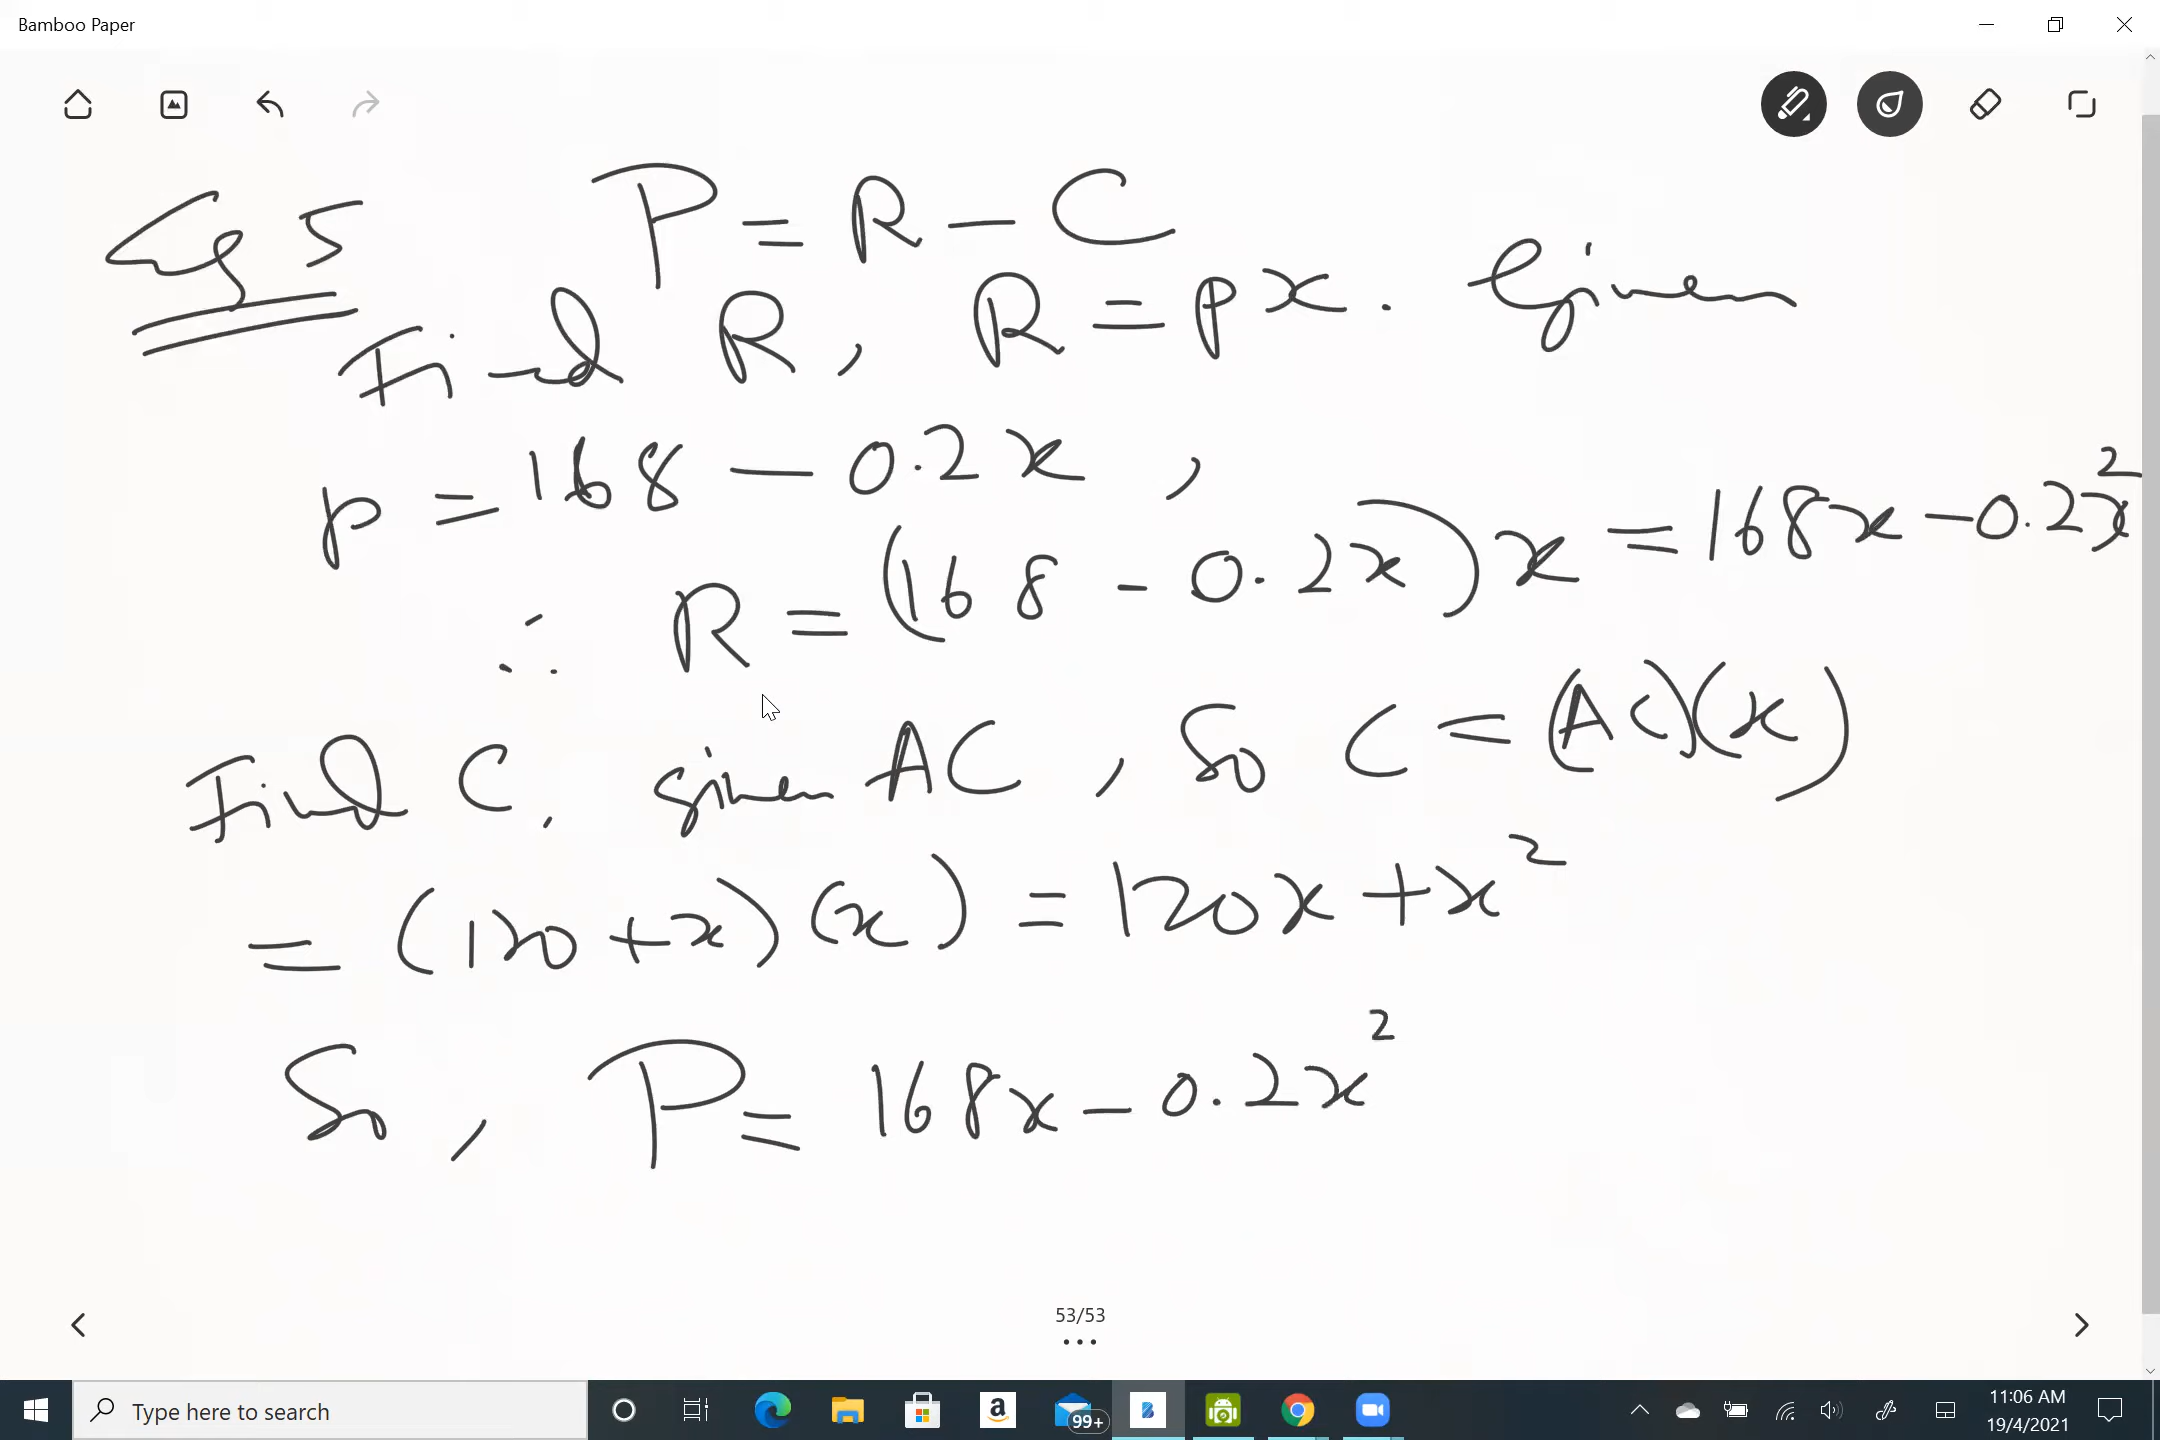 Bamboo Paper
Eg 5 P = R - C
Find R, R = px. Given
p = 168 - 0.2x,
∴ R = (168 - 0.2x)x = 168x - 0.2x²
Find C, given AC, so C = (AC)(x)
= (120 + x)(x) = 120x + x²
So, P = 168x - 0.2x²
53/53
Type here to search
99+
11:06 AM
19/4/2021